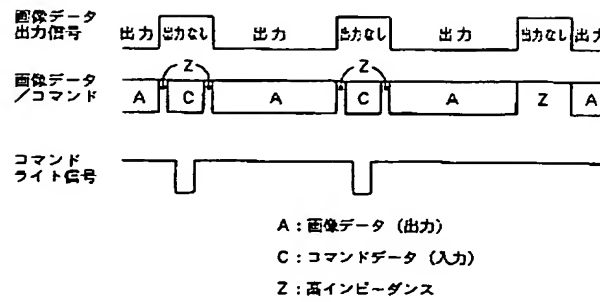 画像データ
出力信号
出力 出力なし 出力 出力なし 出力 出力なし 出力
Z Z
画像データ
/コマンド
A C A C A Z A
コマンド
ライト信号
A:画像データ(出力)
C:コマンドデータ(入力)
Z:高インピーダンス